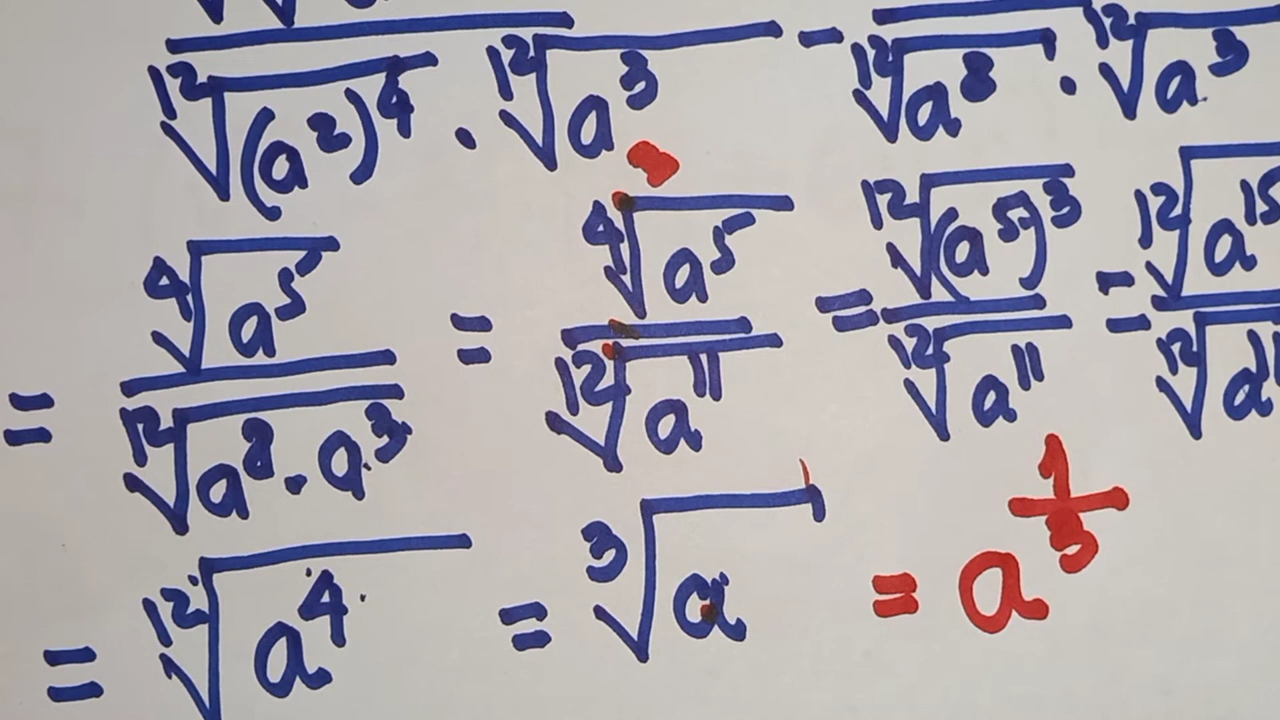 ¹²√(a²)⁴ · ¹²√a³ = ¹²√a⁸ · ¹²√a³
= ⁴√a⁵ / ¹²√(a⁸·a³) = ⁴√a⁵ / ¹²√a¹¹ = ¹²√(a⁵)³ / ¹²√a¹¹ = ¹²√a¹⁵ / ¹²√a¹¹
= ¹²√a⁴ = ³√a = a^(1/3)